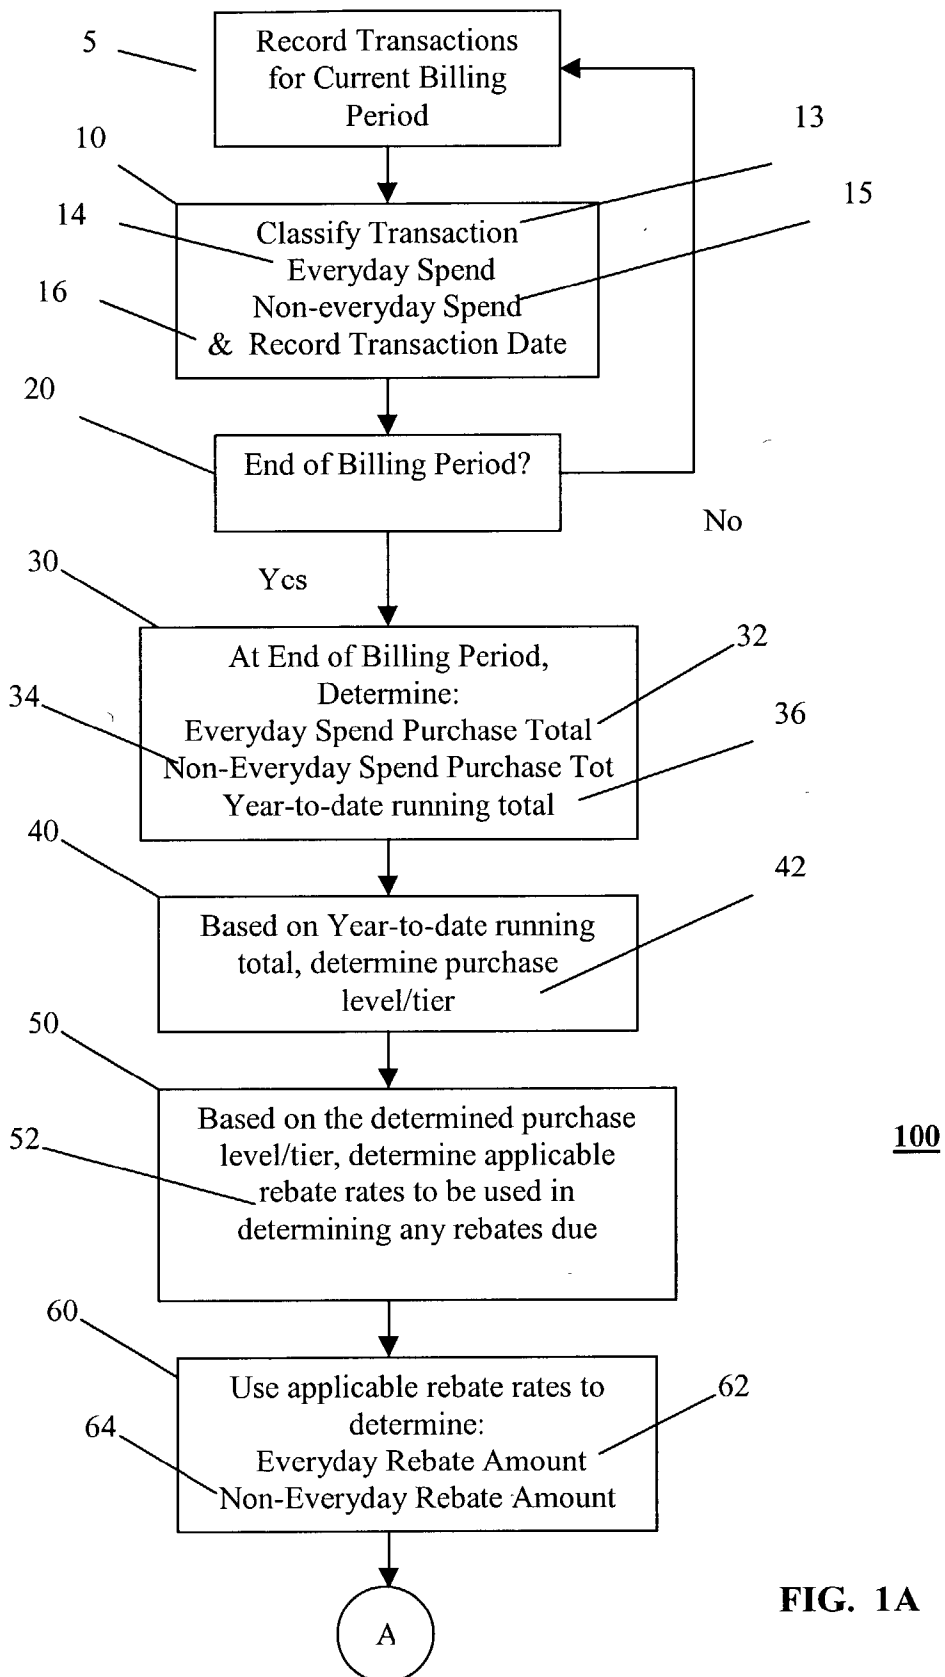 5
Record Transactions
for Current Billing
Period
10
13
14
15
16
Classify Transaction
Everyday Spend
Non-everyday Spend
& Record Transaction Date
20
End of Billing Period?
No
Yes
30
32
34
36
At End of Billing Period,
Determine:
Everyday Spend Purchase Total
Non-Everyday Spend Purchase Tot
Year-to-date running total
40
42
Based on Year-to-date running
total, determine purchase
level/tier
50
52
Based on the determined purchase
level/tier, determine applicable
rebate rates to be used in
determining any rebates due
100
60
62
64
Use applicable rebate rates to
determine:
Everyday Rebate Amount
Non-Everyday Rebate Amount
A
FIG. 1A